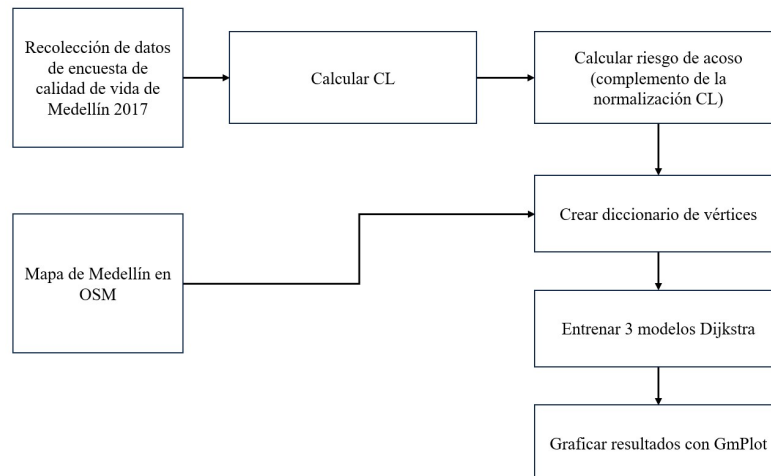 Recolección de datos
de encuesta de
calidad de vida de
Medellín 2017
Calcular CL
Calcular riesgo de acoso
(complemento de la
normalización CL)
Crear diccionario de vértices
Mapa de Medellín en
OSM
Entrenar 3 modelos Dijkstra
Graficar resultados con GmPlot